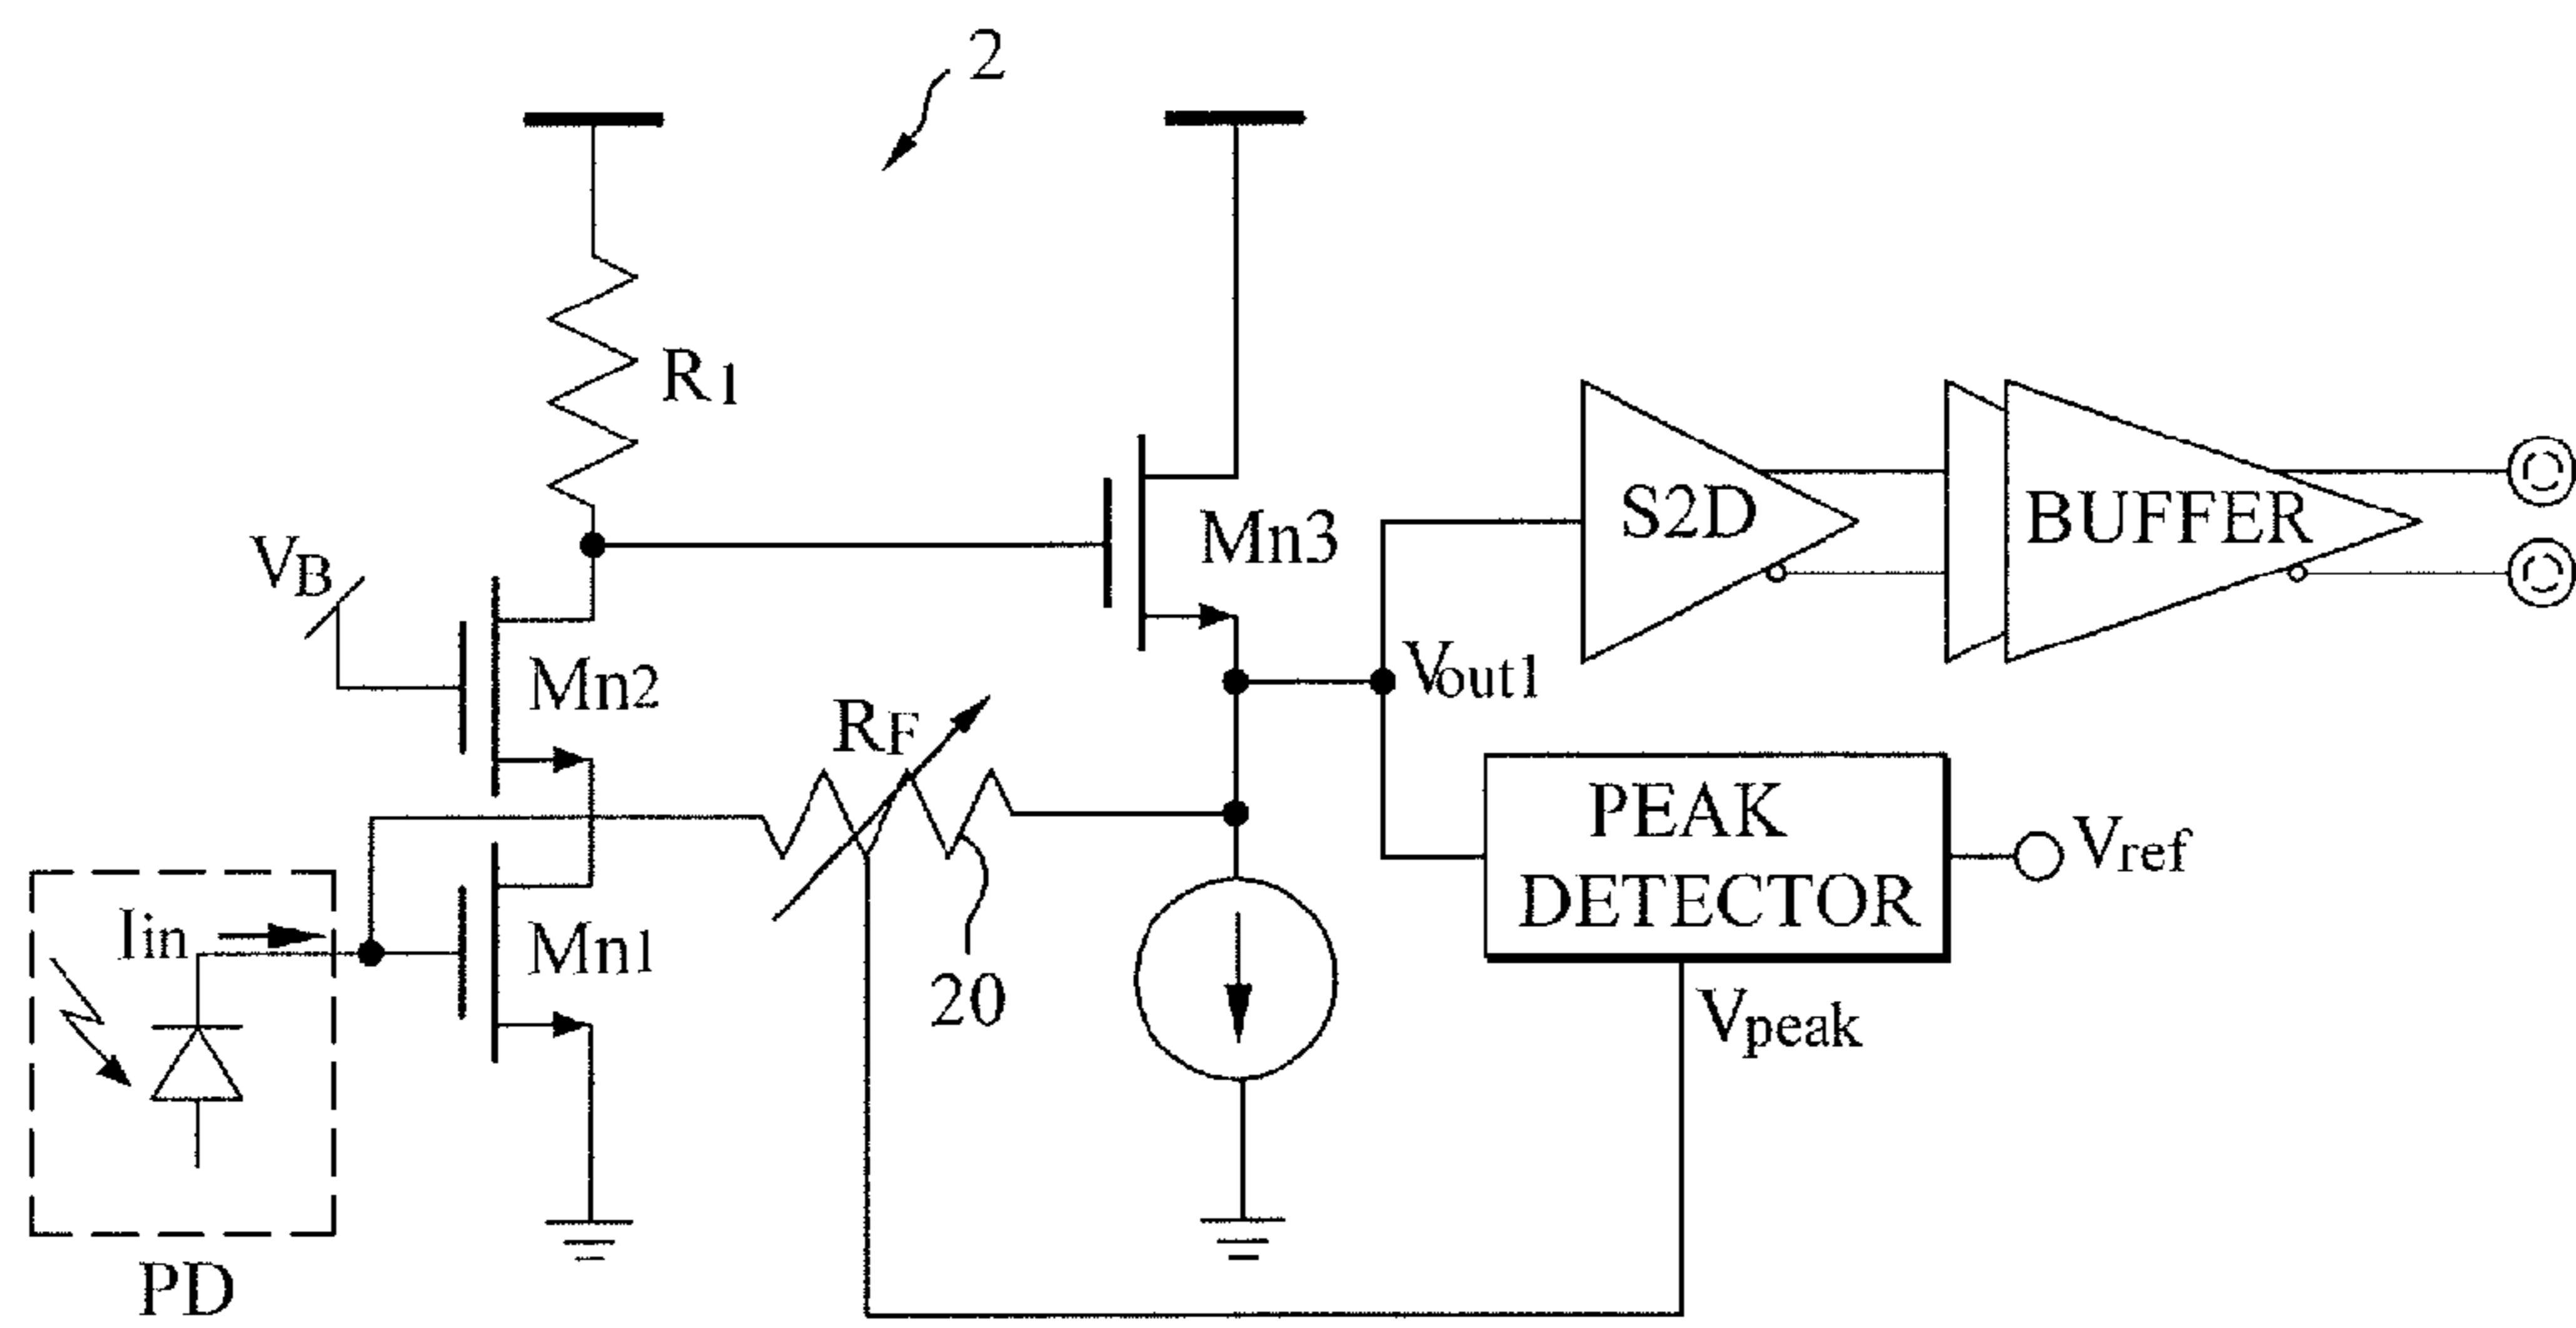 2
R1
VB
Mn2
Mn3
S2D
BUFFER
Vout1
RF
PEAK
DETECTOR
Vref
Iin
Mn1
20
Vpeak
PD